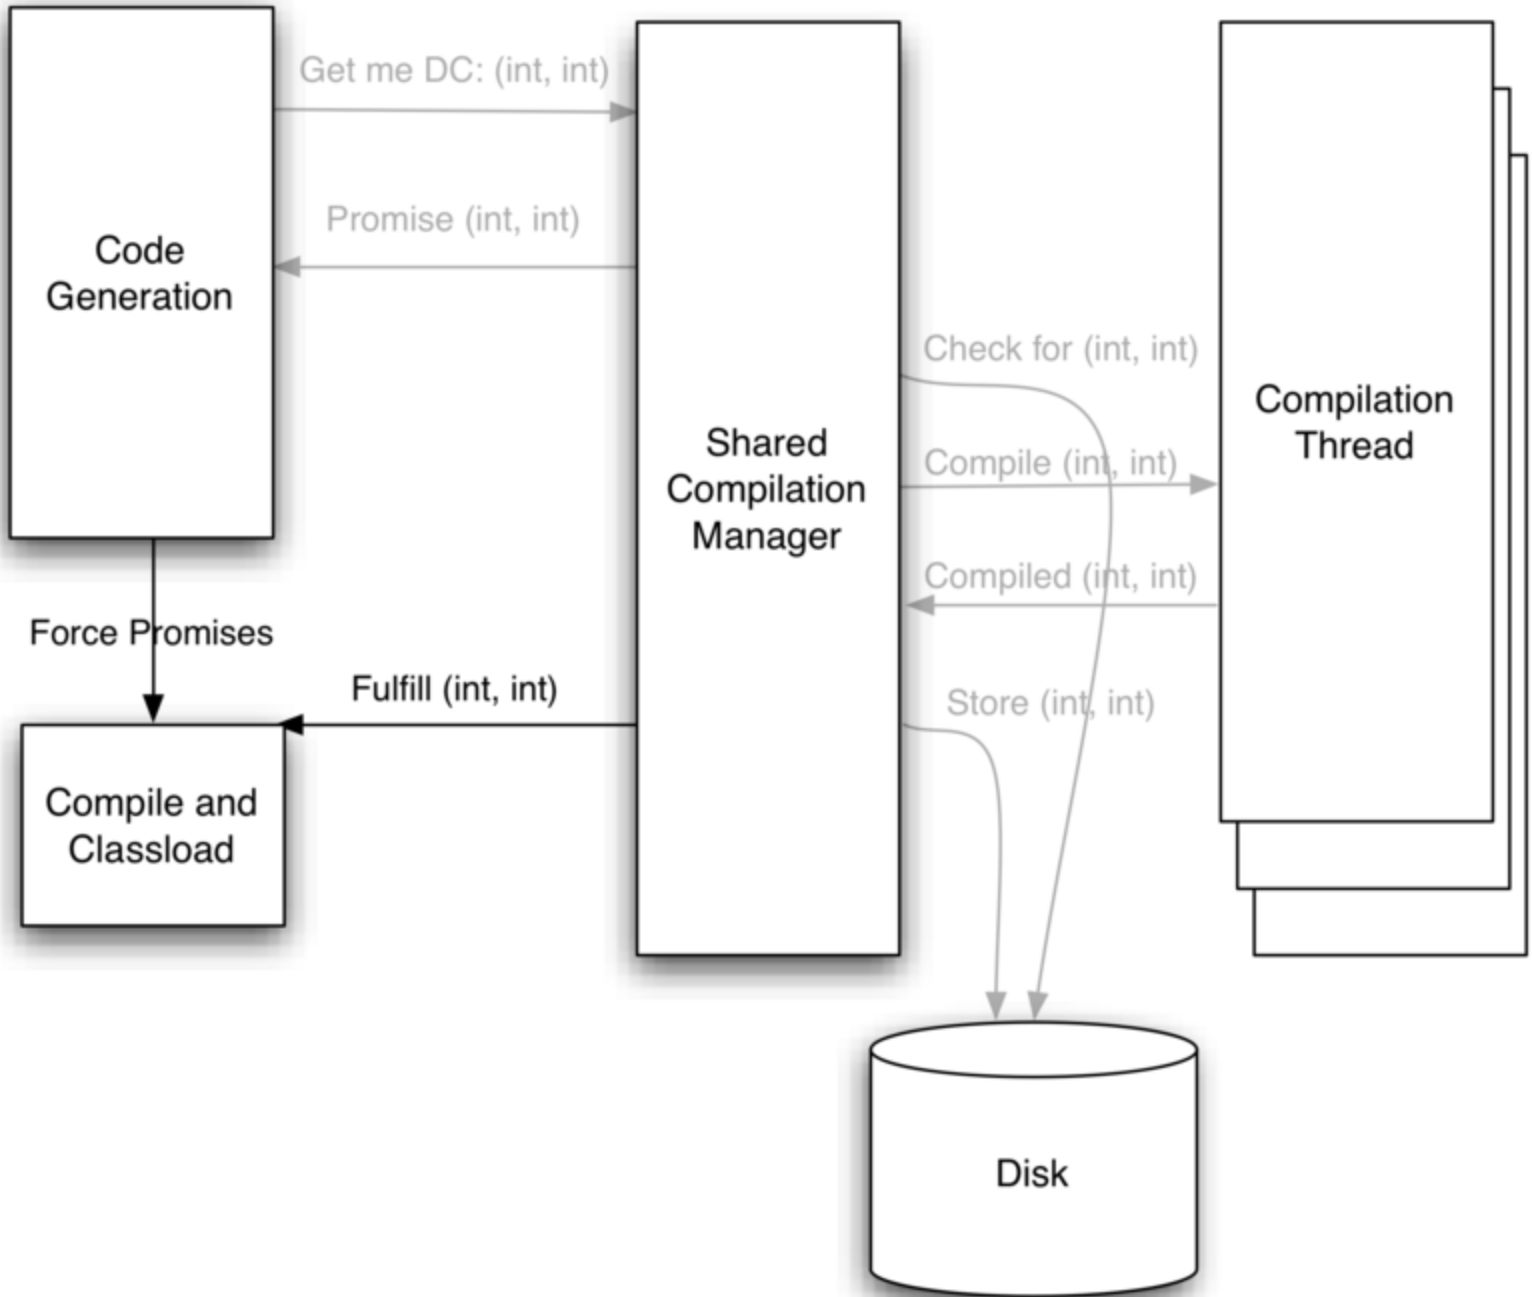 Get me DC: (int, int)
Promise (int, int)
Code
Generation
Check for (int, int)
Compilation
Thread
Shared
Compilation
Manager
Compile (int, int)
Compiled (int, int)
Force Promises
Fulfill (int, int)
Store (int, int)
Compile and
Classload
Disk